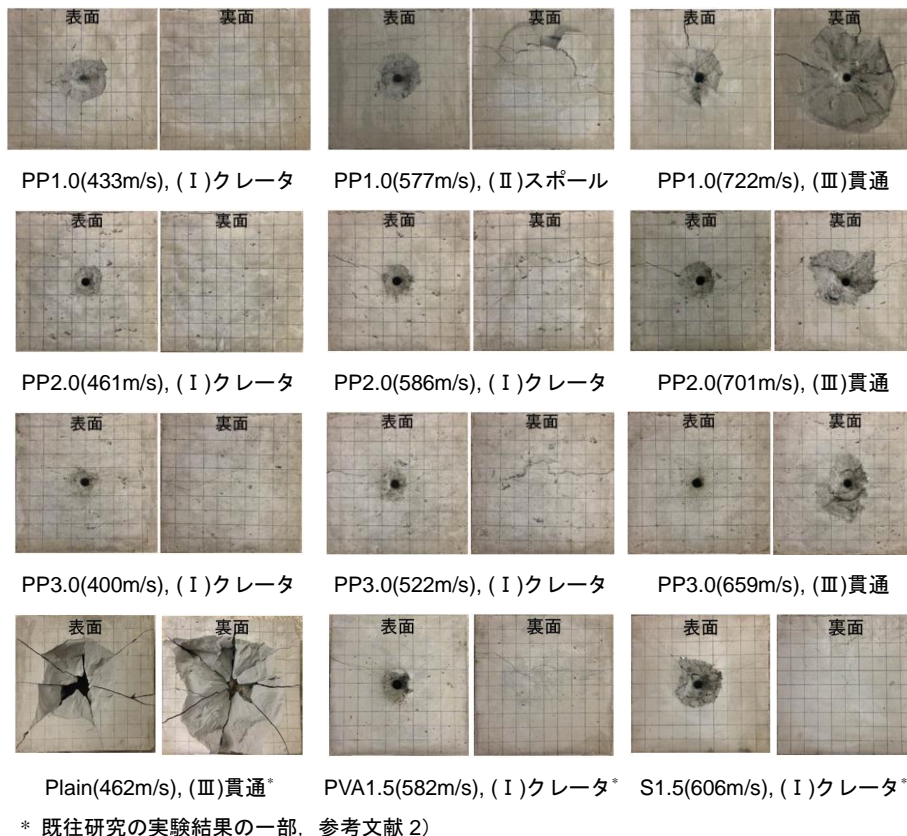 表面 裏面 表面 裏面 表面 裏面
PP1.0(433m/s), (Ⅰ)クレータ PP1.0(577m/s), (Ⅱ)スポール PP1.0(722m/s), (Ⅲ)貫通
表面 裏面 表面 裏面 表面 裏面
PP2.0(461m/s), (Ⅰ)クレータ PP2.0(586m/s), (Ⅰ)クレータ PP2.0(701m/s), (Ⅲ)貫通
表面 裏面 表面 裏面 表面 裏面
PP3.0(400m/s), (Ⅰ)クレータ PP3.0(522m/s), (Ⅰ)クレータ PP3.0(659m/s), (Ⅲ)貫通
表面 裏面 表面 裏面 表面 裏面
Plain(462m/s), (Ⅲ)貫通* PVA1.5(582m/s), (Ⅰ)クレータ* S1.5(606m/s), (Ⅰ)クレータ*
* 既往研究の実験結果の一部，参考文献 2）